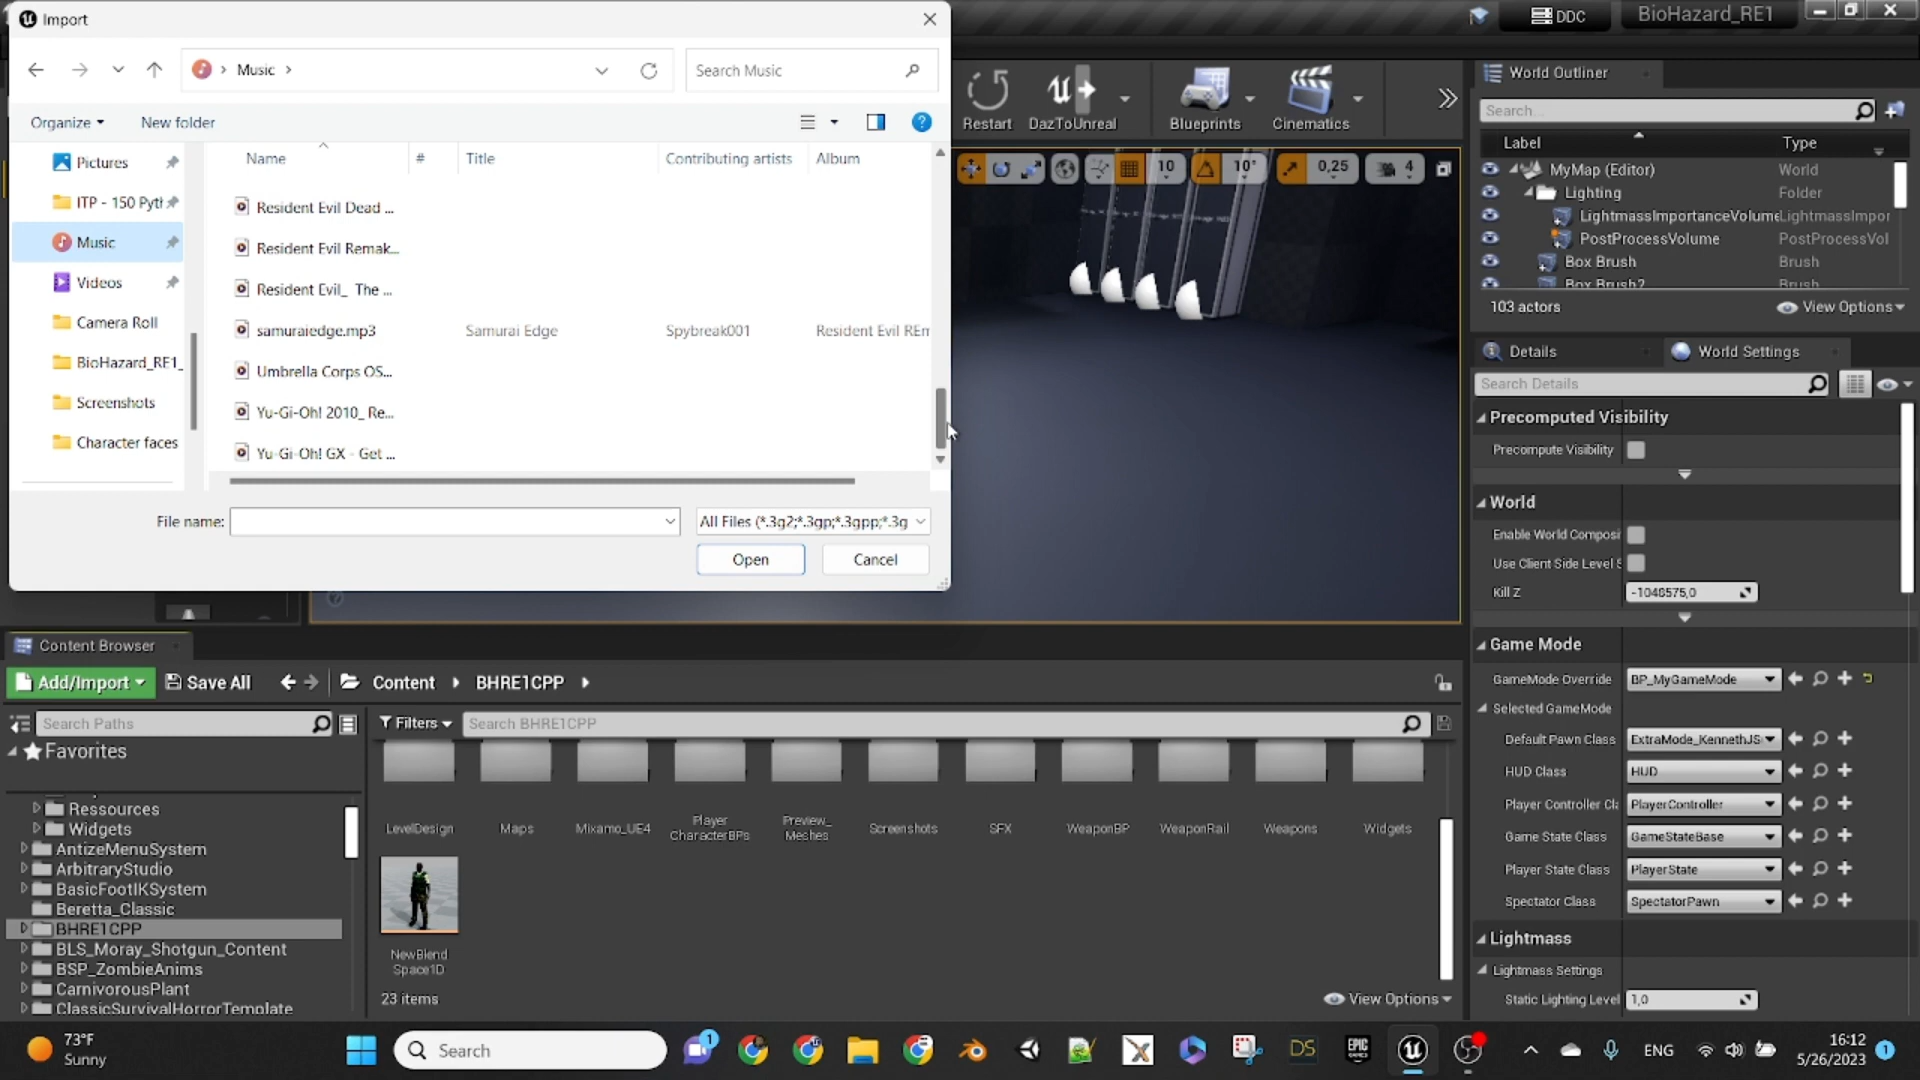 Import
Music
Search Music
Organize
New folder
Name
#
Title
Contributing artists
Album
Pictures
ITP - 150 Pytl
Music
Videos
Camera Roll
BioHazard_RE1_
Screenshots
Character faces
Resident Evil Dead ...
Resident Evil Remak...
Resident Evil_ The ...
samuraiedge.mp3
Samurai Edge
Spybreak001
Resident Evil REm
Umbrella Corps OS...
Yu-Gi-Oh! 2010_ Re...
Yu-Gi-Oh! GX - Get ...
File name:
All Files (*.3g2;*.3gp;*.3gpp;*.3g
Open
Cancel
DDC
BioHazard_RE1
Restart
DazToUnreal
Blueprints
Cinematics
10
10°
0,25
4
World Outliner
Search...
Label
Type
MyMap (Editor)
World
Lighting
Folder
LightmassImportanceVolume
LightmassImpor
PostProcessVolume
PostProcessVol
Box Brush
Brush
Box Brush2
Brush
103 actors
View Options
Details
World Settings
Search Details
Precomputed Visibility
Precompute Visibility
World
Enable World Composi
Use Client Side Level S
Kill Z
-1048575,0
Game Mode
GameMode Override
BP_MyGameMode
Selected GameMode
Default Pawn Class
ExtraMode_KennethJS
HUD Class
HUD
Player Controller Cl
PlayerController
Game State Class
GameStateBase
Player State Class
PlayerState
Spectator Class
SpectatorPawn
Lightmass
Lightmass Settings
Static Lighting Level
1,0
Content Browser
Add/Import
Save All
Content
BHRE1CPP
Search Paths
Filters
Search BHRE1CPP
Favorites
Ressources
Widgets
AntizeMenuSystem
ArbitraryStudio
BasicFootIKSystem
Beretta_Classic
BHRE1CPP
BLS_Moray_Shotgun_Content
BSP_ZombieAnims
CarnivorousPlant
ClassicSurvivalHorrorTemplate
LevelDesign
Maps
Mixamo_UE4
Player
CharacterBPs
Preview_
Meshes
Screenshots
SFX
WeaponBP
WeaponRail
Weapons
Widgets
NewBlend
Space1D
23 items
View Options
73°F
Sunny
Search
1
DS
EPIC
GAMES
ENG
16:12
5/26/2023
1